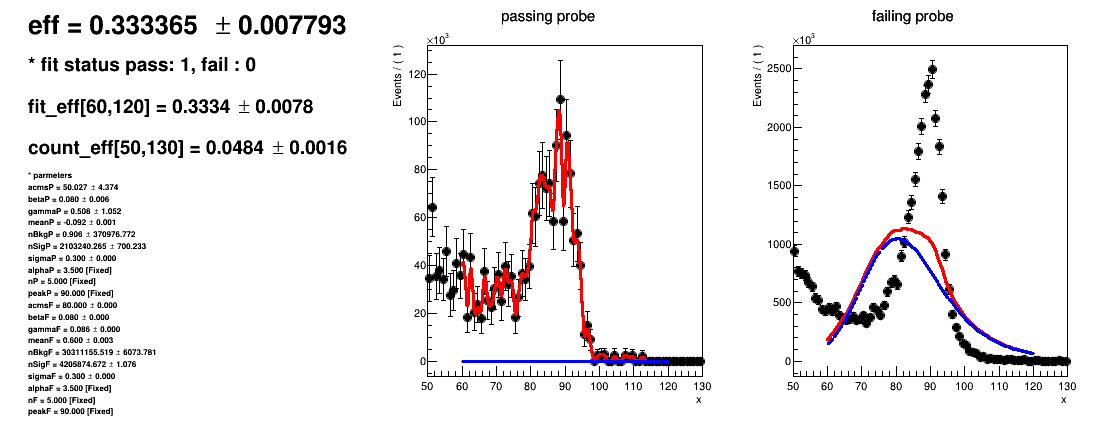 eff = 0.333365 ± 0.007793
* fit status pass: 1, fail : 0
fit_eff[60,120] = 0.3334 ± 0.0078
count_eff[50,130] = 0.0484 ± 0.0016
* parmeters
acmsP = 50.027 ± 4.374
betaP = 0.080 ± 0.006
gammaP = 0.508 ± 1.052
meanP = -0.092 ± 0.001
nBkgP = 0.906 ± 370976.772
nSigP = 2103240.265 ± 700.233
sigmaP = 0.300 ± 0.000
alphaP = 3.500 [Fixed]
nP = 5.000 [Fixed]
peakP = 90.000 [Fixed]
acmsF = 80.000 ± 0.000
betaF = 0.080 ± 0.000
gammaF = 0.086 ± 0.000
meanF = 0.600 ± 0.003
nBkgF = 30311155.519 ± 6073.781
nSigF = 4205874.672 ± 1.076
sigmaF = 0.300 ± 0.000
alphaF = 3.500 [Fixed]
nF = 5.000 [Fixed]
peakF = 90.000 [Fixed]
passing probe
×10³
Events / ( 1 )
120
100
80
60
40
20
0
50 60 70 80 90 100 110 120 130
x
failing probe
×10³
Events / ( 1 )
2500
2000
1500
1000
500
0
50 60 70 80 90 100 110 120 130
x